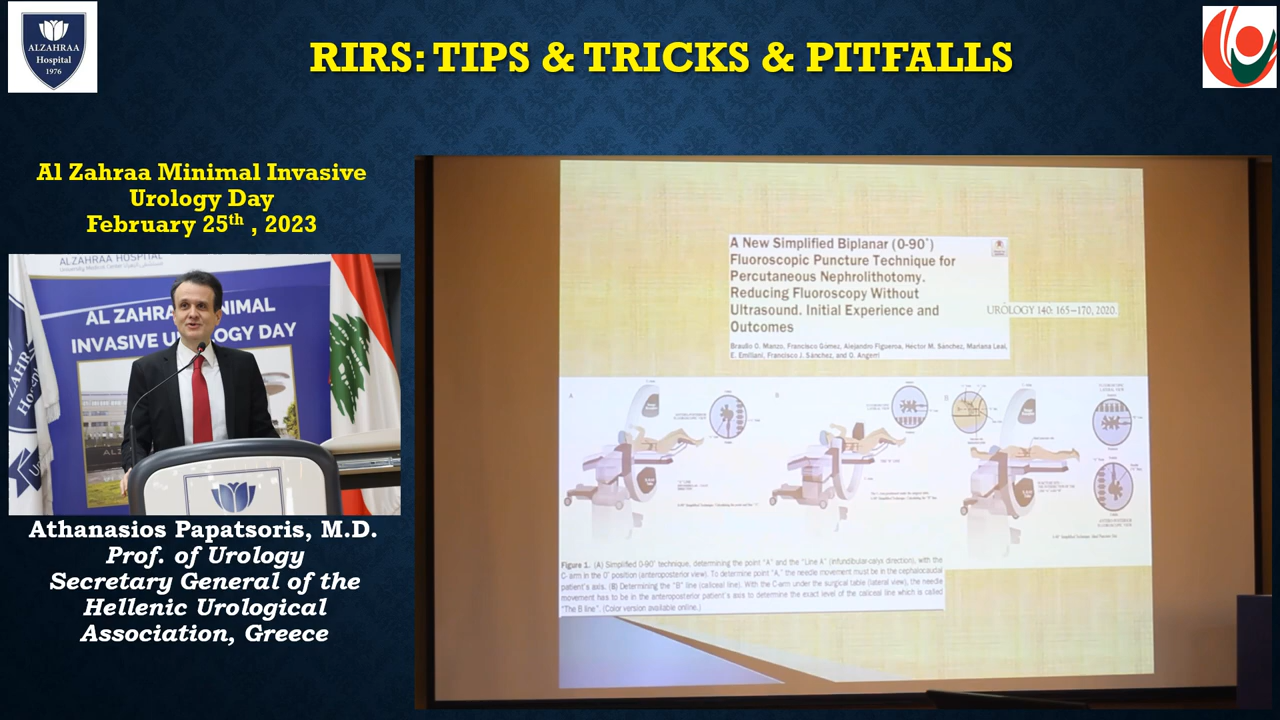 ALZAHRAA
Hospital
1976
RIRS: TIPS & TRICKS & PITFALLS
Al Zahraa Minimal Invasive
Urology Day
February 25th , 2023
ALZAHRAA HOSPITAL
University Medical Center
AL ZAHRAA MINIMAL
INVASIVE UROLOGY DAY
Athanasios Papatsoris, M.D.
Prof. of Urology
Secretary General of the
Hellenic Urological
Association, Greece
A New Simplified Biplanar (0-90°)
Fluoroscopic Puncture Technique for
Percutaneous Nephrolithotomy.
Reducing Fluoroscopy Without
Ultrasound. Initial Experience and
Outcomes
UROLOGY 140: 165–170, 2020.
Braulio O. Manzo, Francisco Gómez, Alejandro Figueroa, Héctor M. Sánchez, Mariana Leal,
E. Emiliani, Francisco J. Sánchez, and O. Angerri
A
B
Figure 1. (A) Simplified 0-90° technique, determining the point "A" and the "Line A" (infundibular-calyx direction), with the
C-arm in the 0° position (anteroposterior view). To determine point "A," the needle movement must be in the cephalocaudal
patient's axis. (B) Determining the "B" line (caliceal line). With the C-arm under the surgical table (lateral view), the needle
movement has to be in the anteroposterior patient's axis to determine the exact level of the caliceal line which is called
"The B line". (Color version available online.)